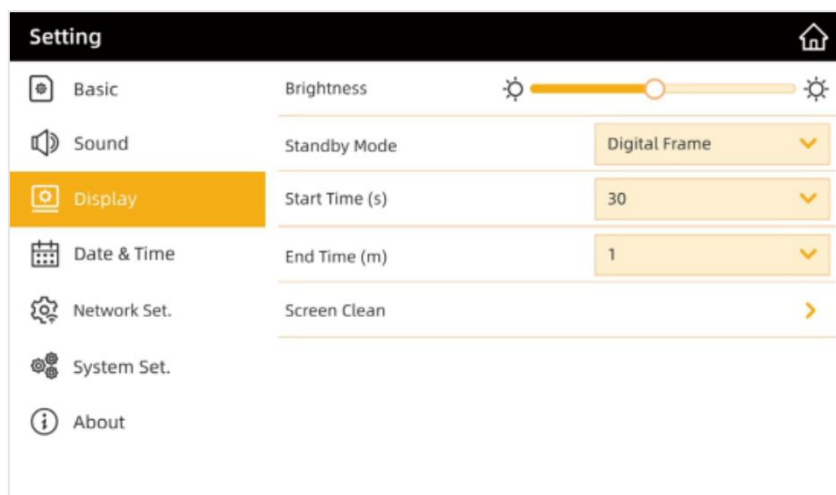 Setting
Basic
Brightness
Sound
Standby Mode
Digital Frame
Display
Start Time (s)
30
Date & Time
End Time (m)
1
Network Set.
Screen Clean
System Set.
About